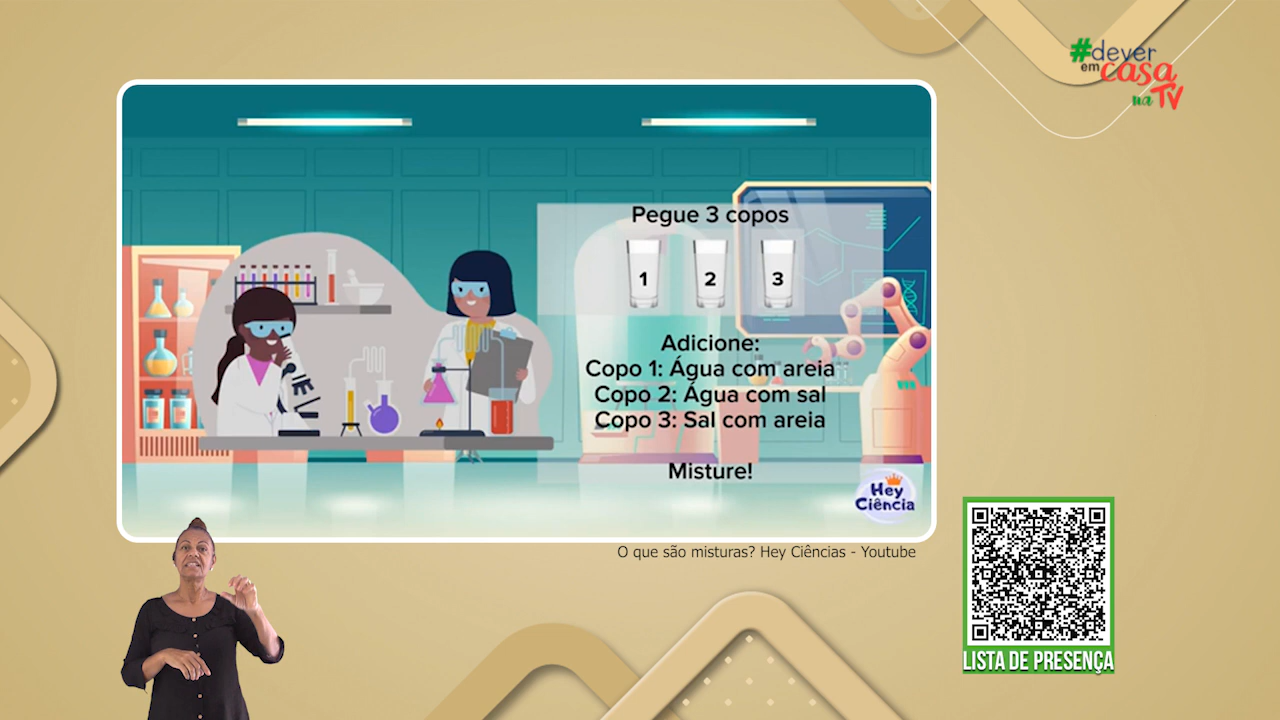 #dever
em casa
na TV
Pegue 3 copos
1 2 3
Adicione:
Copo 1: Água com areia
Copo 2: Água com sal
Copo 3: Sal com areia
Misture!
Hey
Ciência
O que são misturas? Hey Ciências - Youtube
LISTA DE PRESENÇA